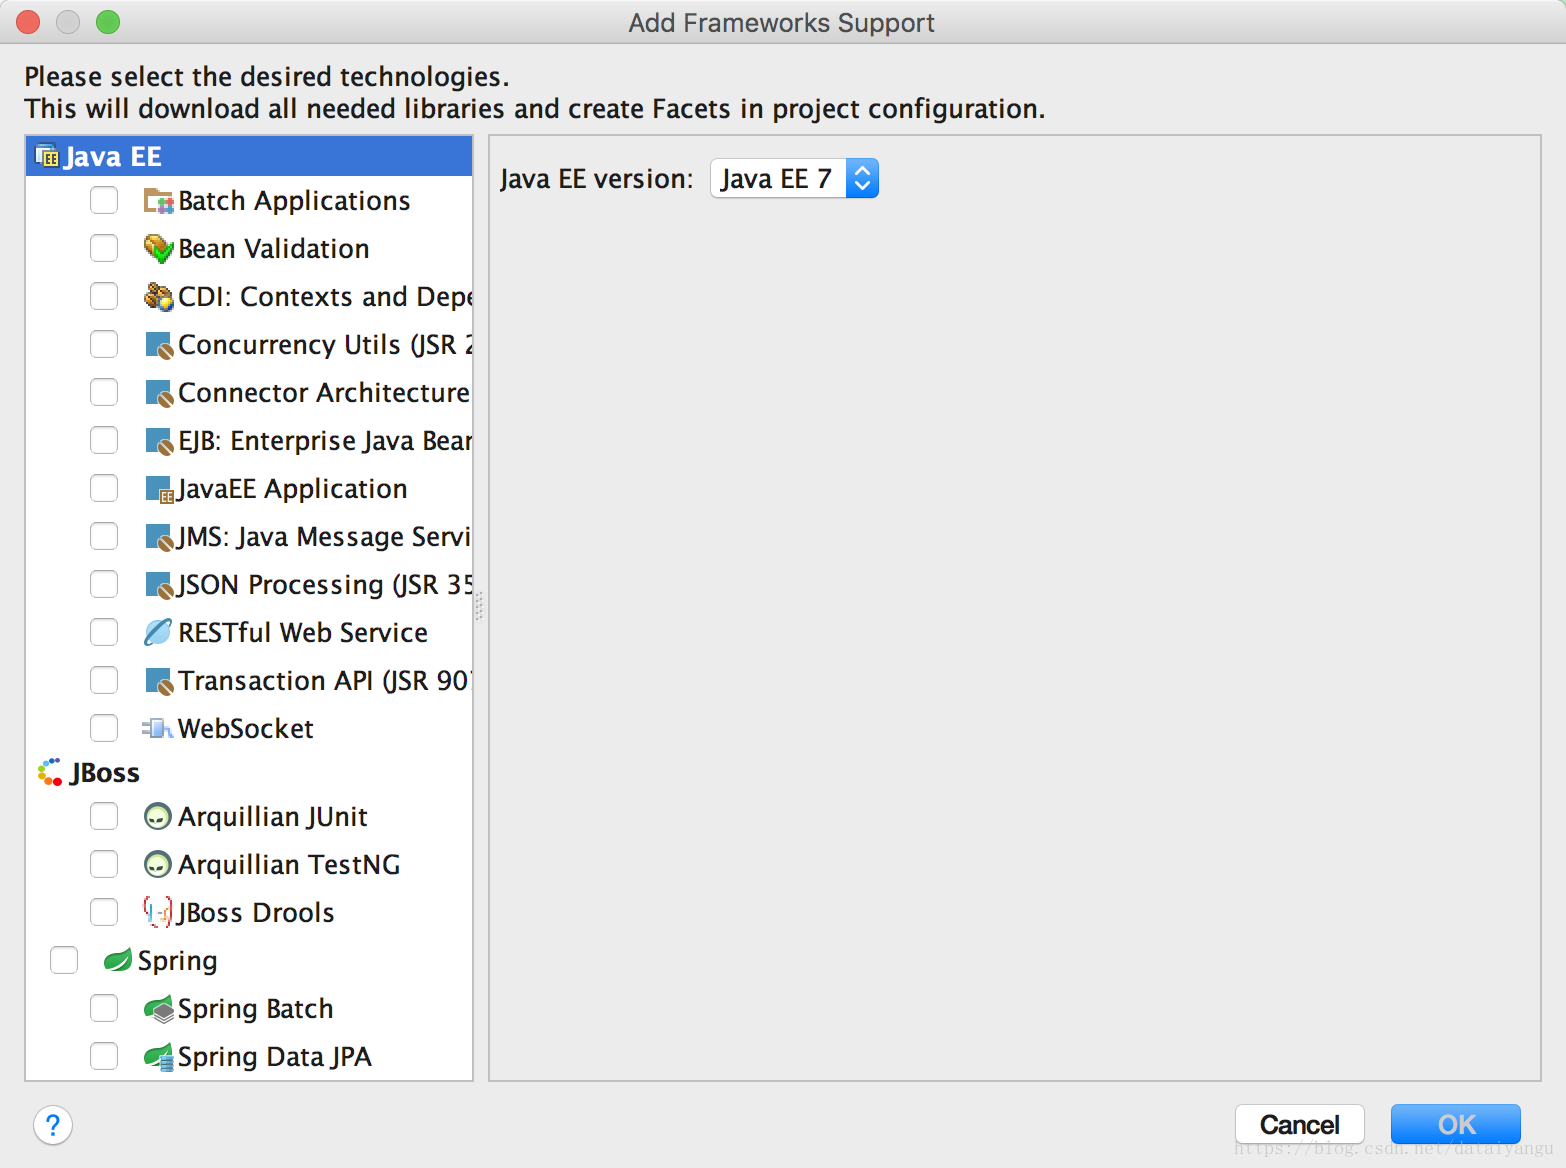 Add Frameworks Support
Please select the desired technologies.
This will download all needed libraries and create Facets in project configuration.
Java EE
Java EE version: Java EE 7
Batch Applications
Bean Validation
CDI: Contexts and Depe
Concurrency Utils (JSR 2
Connector Architecture
EJB: Enterprise Java Bear
JavaEE Application
JMS: Java Message Servi
JSON Processing (JSR 35
RESTful Web Service
Transaction API (JSR 907
WebSocket
JBoss
Arquillian JUnit
Arquillian TestNG
JBoss Drools
Spring
Spring Batch
Spring Data JPA
?
Cancel
OK
https://blog.csdn.net/dataiyangu